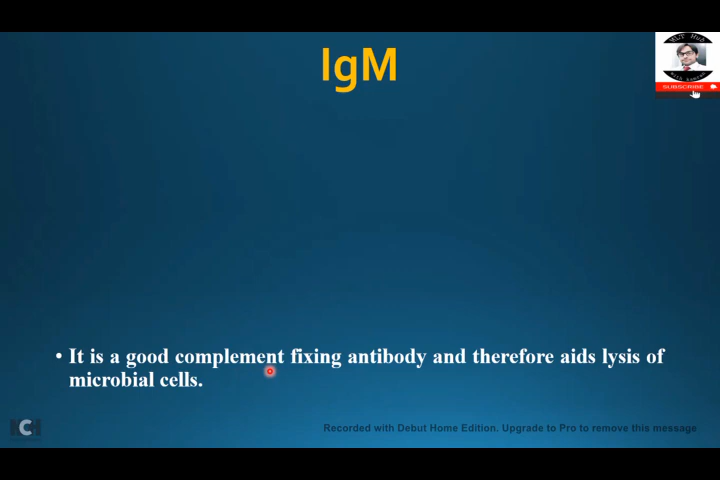 IgM
SUBSCRIBE
• It is a good complement fixing antibody and therefore aids lysis of
microbial cells.
Recorded with Debut Home Edition. Upgrade to Pro to remove this message